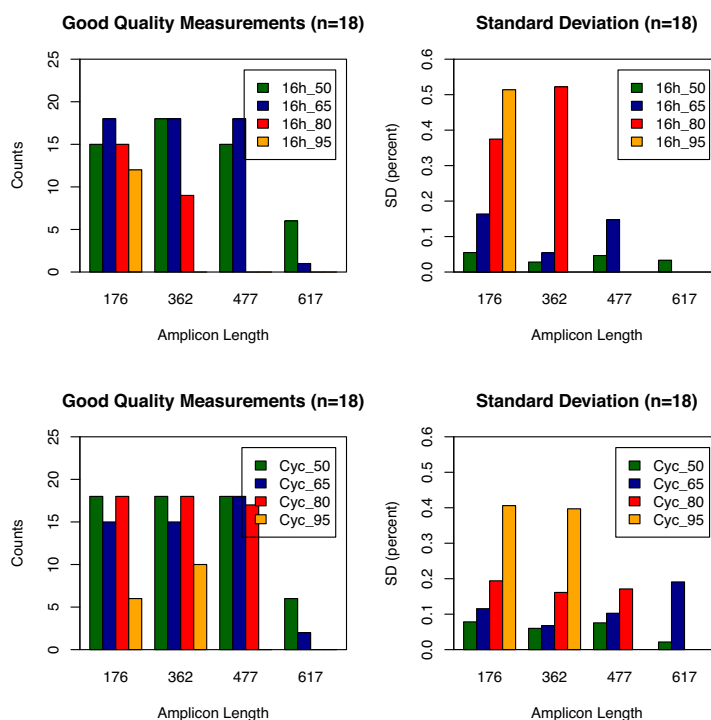 Good Quality Measurements (n=18)
Counts
25
20
15
10
5
0
16h_50
16h_65
16h_80
16h_95
176 362 477 617
Amplicon Length
Standard Deviation (n=18)
SD (percent)
0.6
0.5
0.4
0.3
0.2
0.1
0.0
16h_50
16h_65
16h_80
16h_95
176 362 477 617
Amplicon Length
Good Quality Measurements (n=18)
Counts
25
20
15
10
5
0
Cyc_50
Cyc_65
Cyc_80
Cyc_95
176 362 477 617
Amplicon Length
Standard Deviation (n=18)
SD (percent)
0.6
0.5
0.4
0.3
0.2
0.1
0.0
Cyc_50
Cyc_65
Cyc_80
Cyc_95
176 362 477 617
Amplicon Length